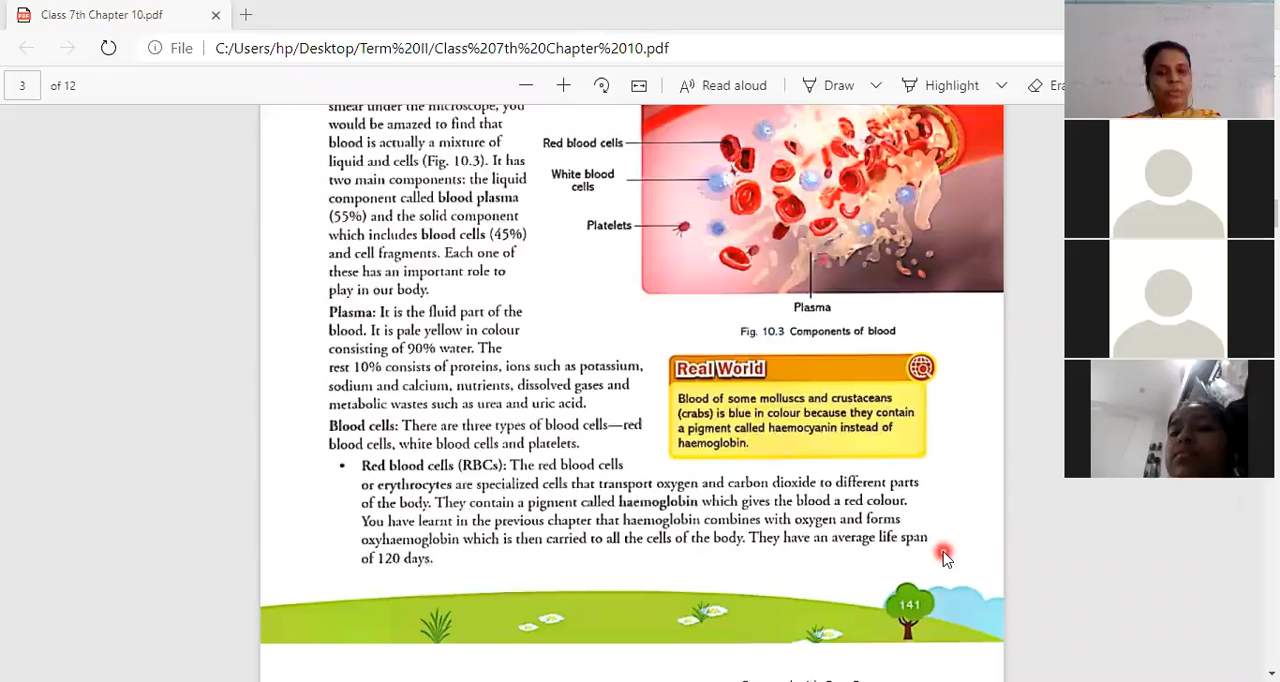 Class 7th Chapter 10.pdf
File
C:/Users/hp/Desktop/Term%20II/Class%207th%20Chapter%2010.pdf
3 of 12
Read aloud
Draw
Highlight
smear under the microscope, you
would be amazed to find that
blood is actually a mixture of
liquid and cells (Fig. 10.3). It has
two main components: the liquid
component called blood plasma
(55%) and the solid component
which includes blood cells (45%)
and cell fragments. Each one of
these has an important role to
play in our body.
Red blood cells
White blood
cells
Platelets
Plasma
Fig. 10.3 Components of blood
Plasma: It is the fluid part of the
blood. It is pale yellow in colour
consisting of 90% water. The
rest 10% consists of proteins, ions such as potassium,
sodium and calcium, nutrients, dissolved gases and
metabolic wastes such as urea and uric acid.
Real World
Blood of some molluscs and crustaceans
(crabs) is blue in colour because they contain
a pigment called haemocyanin instead of
haemoglobin.
Blood cells: There are three types of blood cells—red
blood cells, white blood cells and platelets.
• Red blood cells (RBCs): The red blood cells
or erythrocytes are specialized cells that transport oxygen and carbon dioxide to different parts
of the body. They contain a pigment called haemoglobin which gives the blood a red colour.
You have learnt in the previous chapter that haemoglobin combines with oxygen and forms
oxyhaemoglobin which is then carried to all the cells of the body. They have an average life span
of 120 days.
141